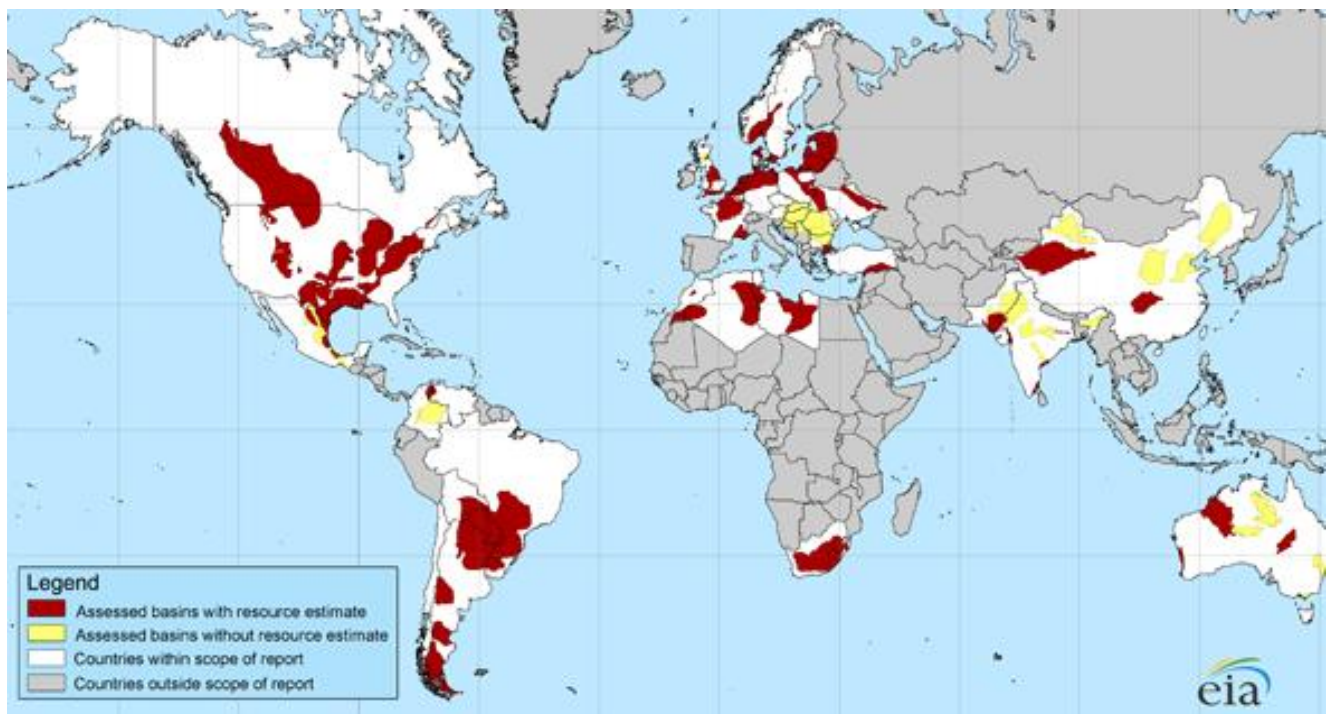 Legend
Assessed basins with resource estimate
Assessed basins without resource estimate
Countries within scope of report
Countries outside scope of report
eia